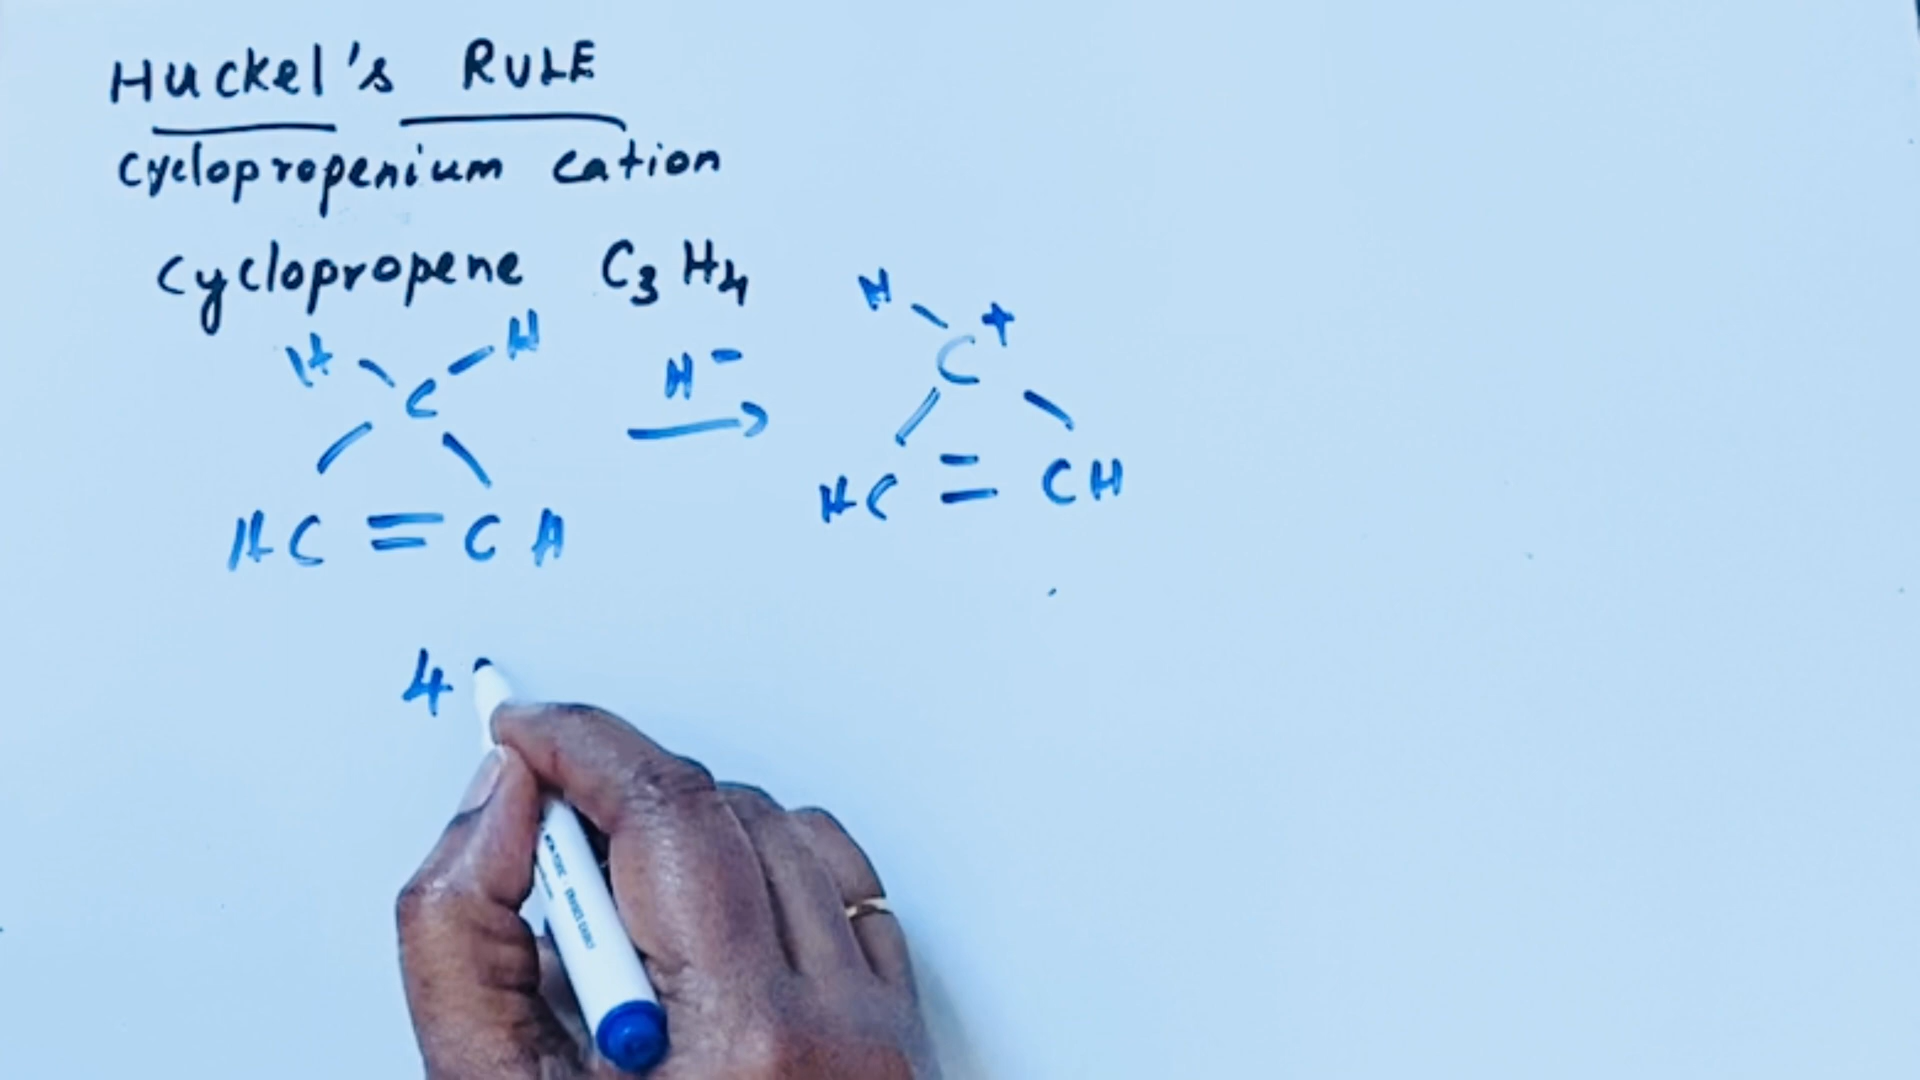 Huckel's RULE
Cyclopropenium cation
Cyclopropene C₃H₄
H H H⁻ H
C C⁺
HC = CH HC = CH
4